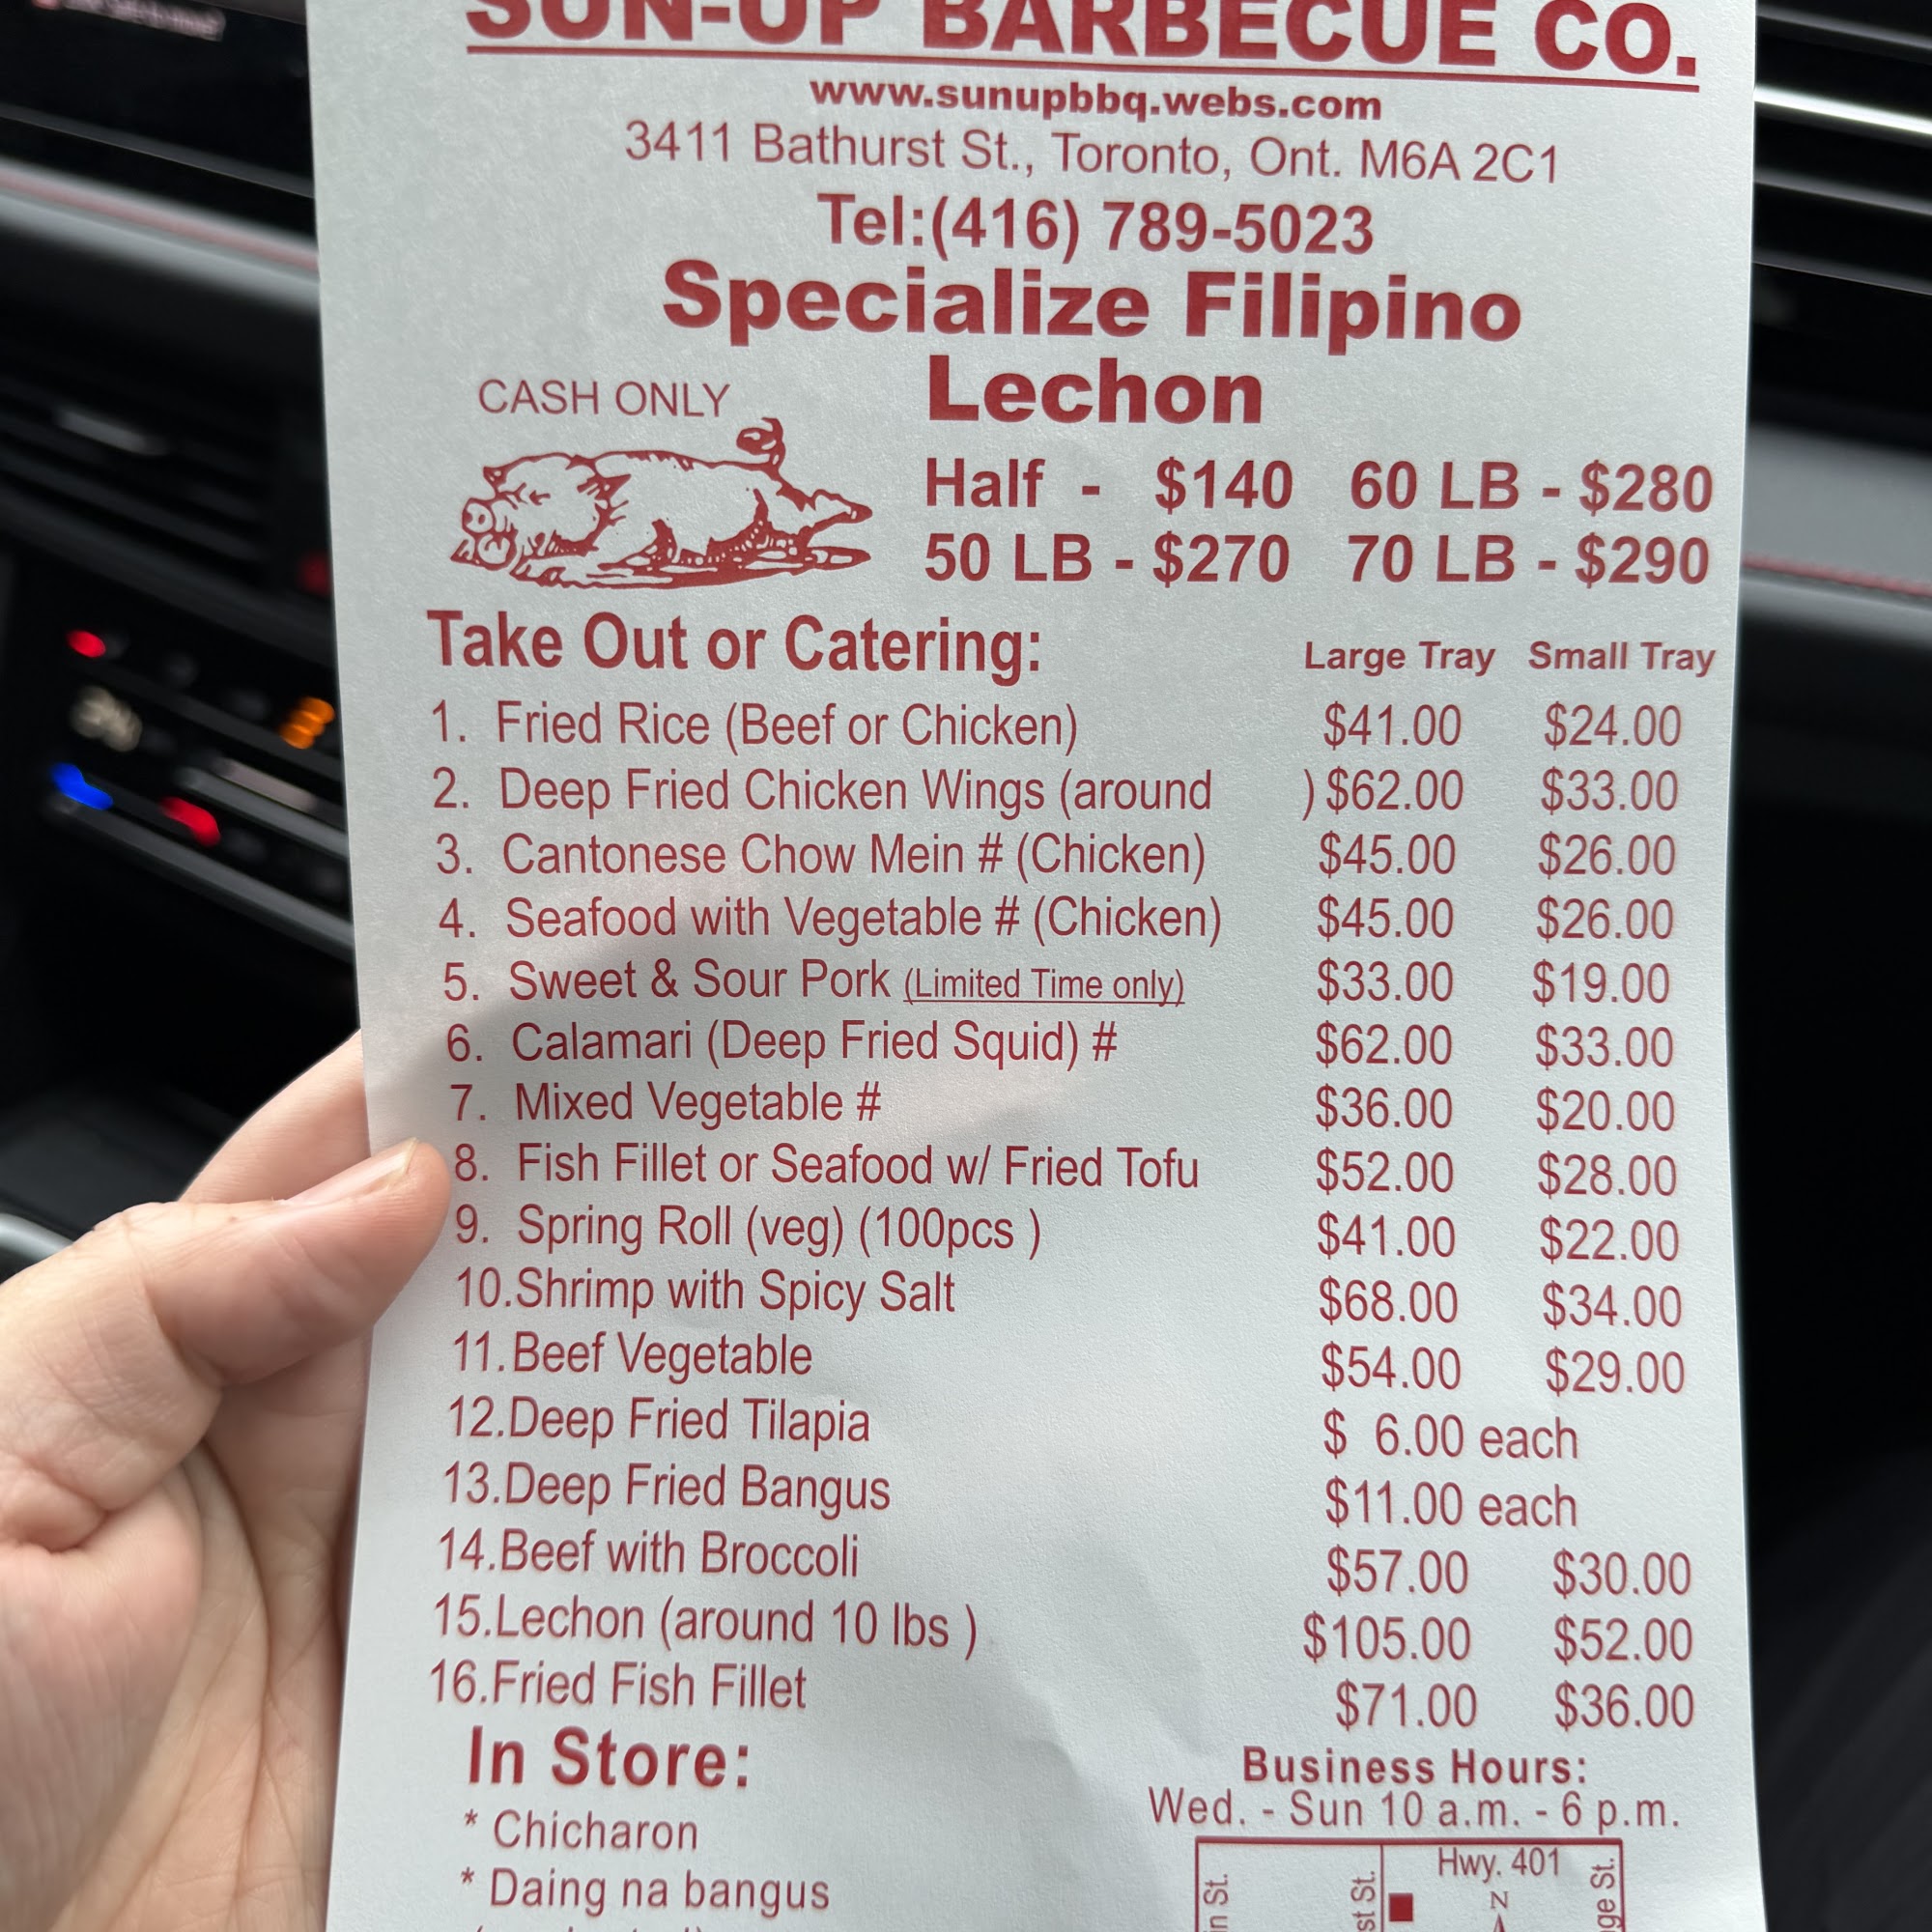 SUN-UP BARBECUE CO.
www.sunupbbq.webs.com
3411 Bathurst St., Toronto, Ont. M6A 2C1
Tel:(416) 789-5023
Specialize Filipino
Lechon
CASH ONLY
Half - $140 60 LB - $280
50 LB - $270 70 LB - $290
Take Out or Catering: Large Tray Small Tray
1. Fried Rice (Beef or Chicken) $41.00 $24.00
2. Deep Fried Chicken Wings (around ) $62.00 $33.00
3. Cantonese Chow Mein # (Chicken) $45.00 $26.00
4. Seafood with Vegetable # (Chicken) $45.00 $26.00
5. Sweet & Sour Pork (Limited Time only) $33.00 $19.00
6. Calamari (Deep Fried Squid) # $62.00 $33.00
7. Mixed Vegetable # $36.00 $20.00
8. Fish Fillet or Seafood w/ Fried Tofu $52.00 $28.00
9. Spring Roll (veg) (100pcs ) $41.00 $22.00
10.Shrimp with Spicy Salt $68.00 $34.00
11.Beef Vegetable $54.00 $29.00
12.Deep Fried Tilapia $ 6.00 each
13.Deep Fried Bangus $11.00 each
14.Beef with Broccoli $57.00 $30.00
15.Lechon (around 10 lbs ) $105.00 $52.00
16.Fried Fish Fillet $71.00 $36.00
In Store:
* Chicharon
* Daing na bangus
Business Hours:
Wed. - Sun 10 a.m. - 6 p.m.
Hwy. 401
N
St.
St.
St.